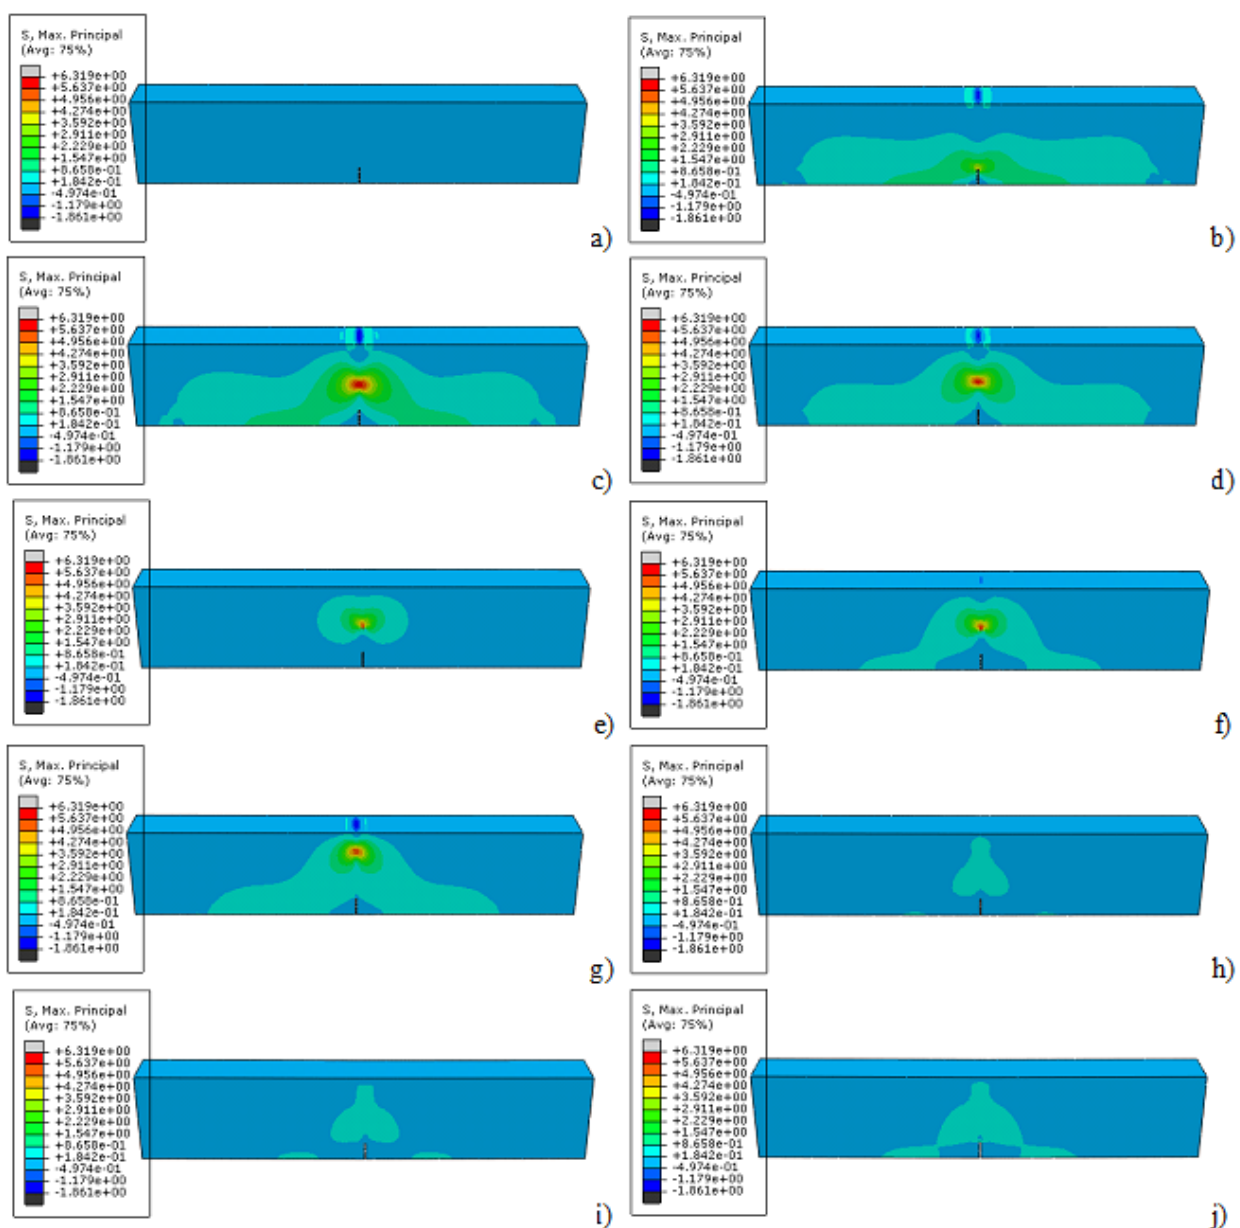 S, Max. Principal
(Avg: 75%)
+6.319e+00
+5.637e+00
+4.956e+00
+4.274e+00
+3.592e+00
+2.911e+00
+2.229e+00
+1.547e+00
+8.658e-01
+1.842e-01
-4.974e-01
-1.179e+00
-1.861e+00
a)
S, Max. Principal
(Avg: 75%)
+6.319e+00
+5.637e+00
+4.956e+00
+4.274e+00
+3.592e+00
+2.911e+00
+2.229e+00
+1.547e+00
+8.658e-01
+1.842e-01
-4.974e-01
-1.179e+00
-1.861e+00
b)
S, Max. Principal
(Avg: 75%)
+6.319e+00
+5.637e+00
+4.956e+00
+4.274e+00
+3.592e+00
+2.911e+00
+2.229e+00
+1.547e+00
+8.658e-01
+1.842e-01
-4.974e-01
-1.179e+00
-1.861e+00
c)
S, Max. Principal
(Avg: 75%)
+6.319e+00
+5.637e+00
+4.956e+00
+4.274e+00
+3.592e+00
+2.911e+00
+2.229e+00
+1.547e+00
+8.658e-01
+1.842e-01
-4.974e-01
-1.179e+00
-1.861e+00
d)
S, Max. Principal
(Avg: 75%)
+6.319e+00
+5.637e+00
+4.956e+00
+4.274e+00
+3.592e+00
+2.911e+00
+2.229e+00
+1.547e+00
+8.658e-01
+1.842e-01
-4.974e-01
-1.179e+00
-1.861e+00
e)
S, Max. Principal
(Avg: 75%)
+6.319e+00
+5.637e+00
+4.956e+00
+4.274e+00
+3.592e+00
+2.911e+00
+2.229e+00
+1.547e+00
+8.658e-01
+1.842e-01
-4.974e-01
-1.179e+00
-1.861e+00
f)
S, Max. Principal
(Avg: 75%)
+6.319e+00
+5.637e+00
+4.956e+00
+4.274e+00
+3.592e+00
+2.911e+00
+2.229e+00
+1.547e+00
+8.658e-01
+1.842e-01
-4.974e-01
-1.179e+00
-1.861e+00
g)
S, Max. Principal
(Avg: 75%)
+6.319e+00
+5.637e+00
+4.956e+00
+4.274e+00
+3.592e+00
+2.911e+00
+2.229e+00
+1.547e+00
+8.658e-01
+1.842e-01
-4.974e-01
-1.179e+00
-1.861e+00
h)
S, Max. Principal
(Avg: 75%)
+6.319e+00
+5.637e+00
+4.956e+00
+4.274e+00
+3.592e+00
+2.911e+00
+2.229e+00
+1.547e+00
+8.658e-01
+1.842e-01
-4.974e-01
-1.179e+00
-1.861e+00
i)
S, Max. Principal
(Avg: 75%)
+6.319e+00
+5.637e+00
+4.956e+00
+4.274e+00
+3.592e+00
+2.911e+00
+2.229e+00
+1.547e+00
+8.658e-01
+1.842e-01
-4.974e-01
-1.179e+00
-1.861e+00
j)